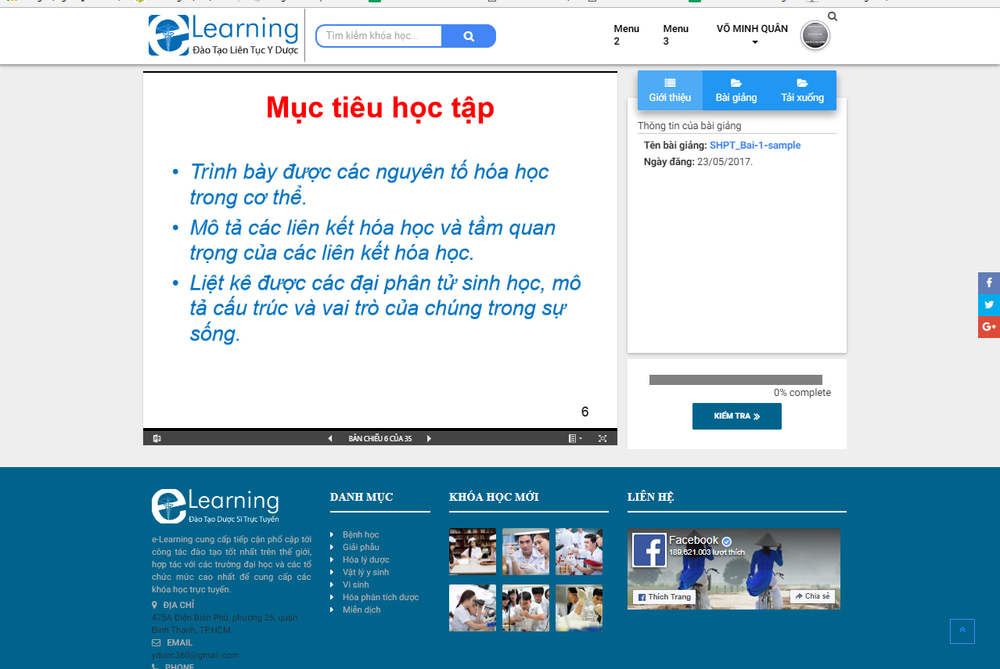 eLearning
Đào Tạo Liên Tục Y Dược
Tìm kiếm khóa học...
Menu 2
Menu 3
VÕ MINH QUÂN
Mục tiêu học tập
• Trình bày được các nguyên tố hóa học
trong cơ thể.
• Mô tả các liên kết hóa học và tầm quan
trọng của các liên kết hóa học.
• Liệt kê được các đại phân tử sinh học, mô
tả cấu trúc và vai trò của chúng trong sự
sống.
6
BẢN CHIẾU 6 CỦA 35
Giới thiệu
Bài giảng
Tải xuống
Thông tin của bài giảng
Tên bài giảng: SHPT_Bai-1-sample
Ngày đăng: 23/05/2017.
0% complete
KIỂM TRA
eLearning
Đào Tạo Dược Sĩ Trực Tuyến
e-Learning cung cấp tiếp cận phổ cập tới
công tác đào tạo tốt nhất trên thế giới,
hợp tác với các trường đại học và các tổ
chức mức cao nhất để cung cấp các
khóa học trực tuyến.
ĐỊA CHỈ
475A Điện Biên Phủ, phường 25, quận
Bình Thạnh, TP.HCM
EMAIL
yduoc360@gmail.com
PHONE
DANH MỤC
Bệnh học
Giải phẫu
Hóa lý dược
Vật lý y sinh
Vi sinh
Hóa phân tích dược
Miễn dịch
KHÓA HỌC MỚI
LIÊN HỆ
Facebook
189.621.003 lượt thích
Thích Trang
Chia sẻ